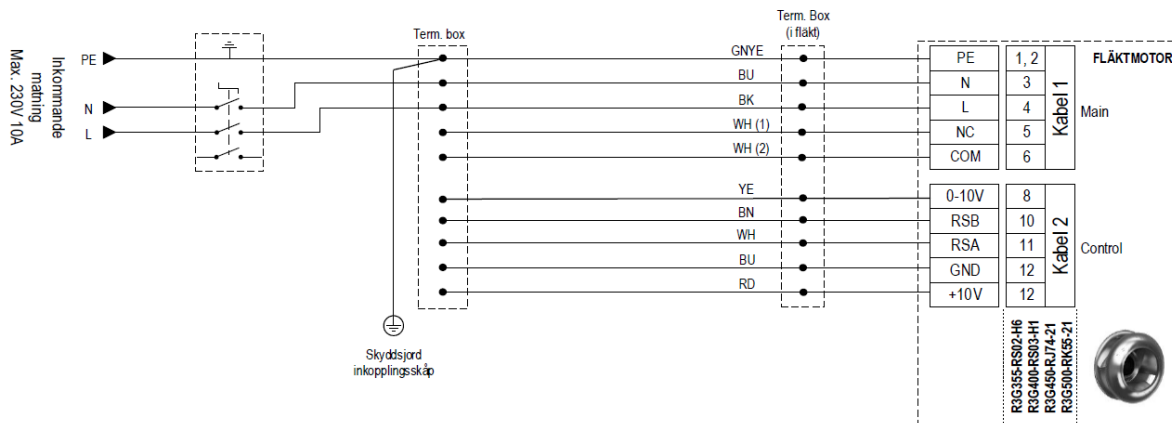 Term. Box
(i fläkt)
Term. box
Inkommande
matning
Max. 230V 10A
PE
N
L
GNYE
BU
BK
WH (1)
WH (2)
YE
BN
WH
BU
RD
FLÄKTMOTOR
PE 1, 2
N 3
L 4
NC 5
COM 6
Kabel 1
Main
0-10V 8
RSB 10
RSA 11
GND 12
+10V 12
Kabel 2
Control
Skyddsjord
inkopplingsskåp
R3G355-RS02-H6
R3G400-RS03-H1
R3G450-RJ74-21
R3G500-RK55-21